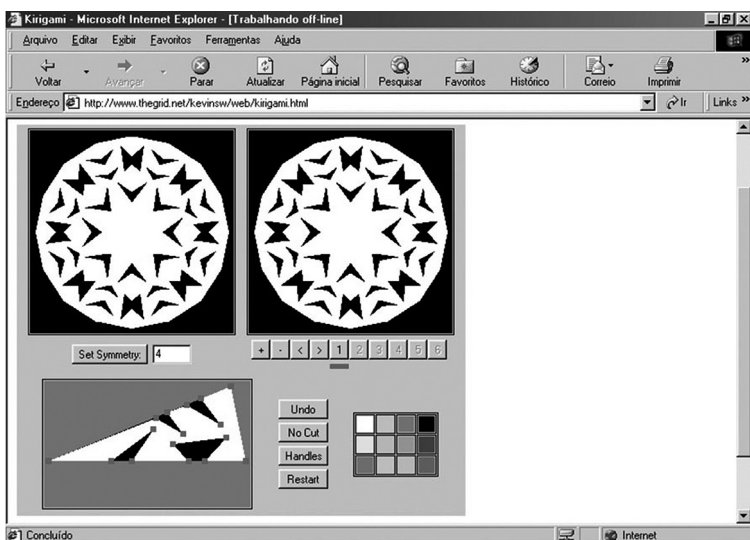 Kirigami - Microsoft Internet Explorer - [Trabalhando off-line]
Arquivo Editar Exibir Favoritos Ferramentas Ajuda
Voltar Avançar Parar Atualizar Página inicial Pesquisar Favoritos Histórico Correio Imprimir »
Endereço http://www.thegrid.net/kevinsw/web/kirigami.html Ir Links »
Set Symmetry: 4 + - < > 1 2 3 4 5 6
Undo
No Cut
Handles
Restart
Concluído Internet